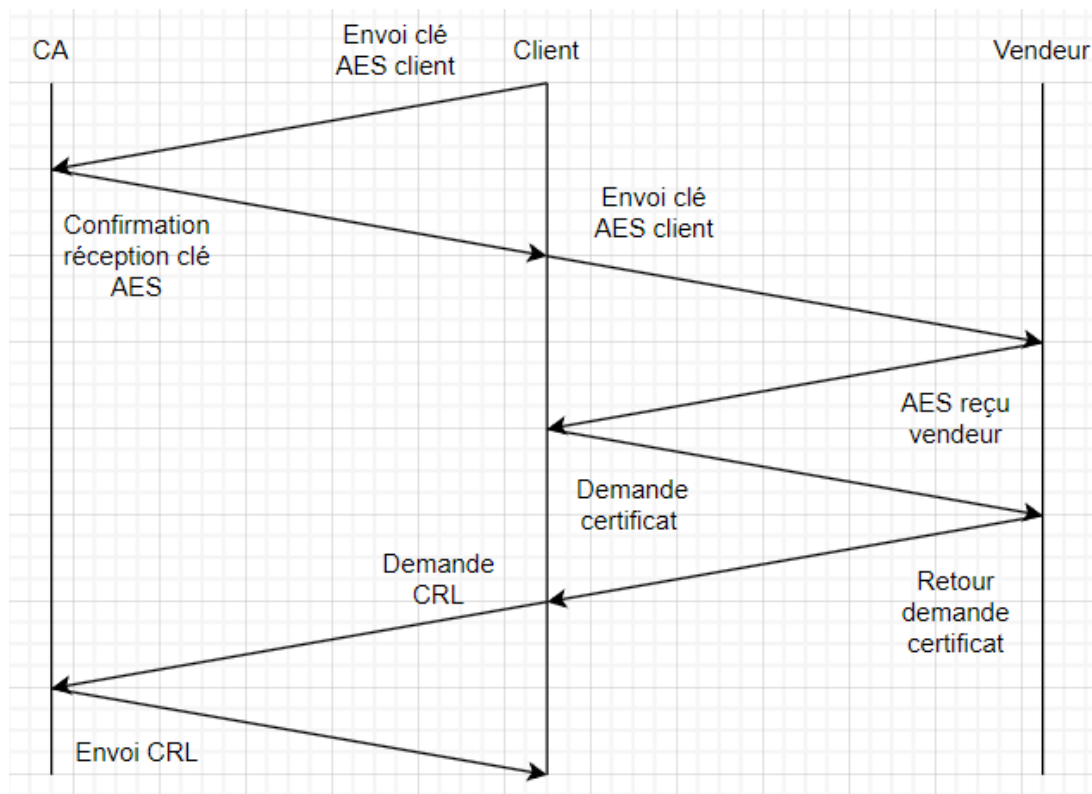 CA
Envoi clé
AES client
Client
Vendeur
Confirmation
réception clé
AES
Envoi clé
AES client
AES reçu
vendeur
Demande
certificat
Demande
CRL
Retour
demande
certificat
Envoi CRL